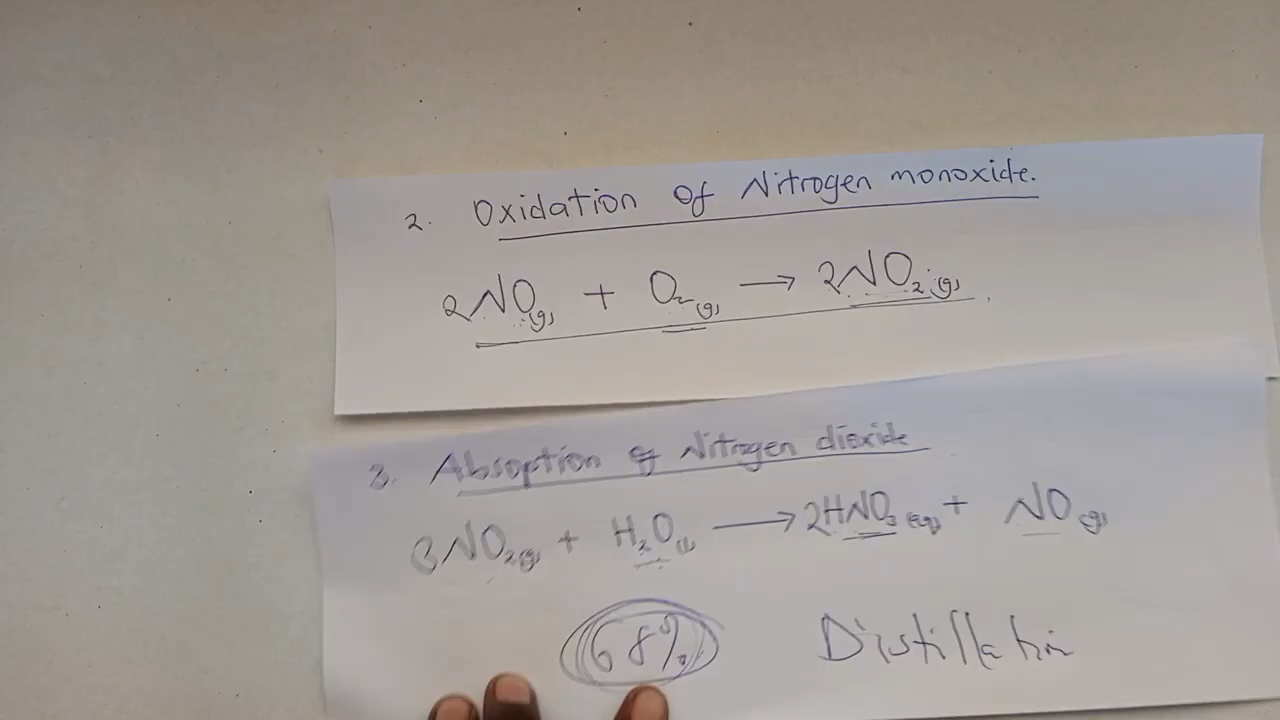 2. Oxidation of Nitrogen monoxide.
2NO(g) + O₂(g) → 2NO₂(g)
3. Absoption of Nitrogen dioxide
3NO₂(g) + H₂O(l) → 2HNO₃(aq) + NO(g)
68% Distillation